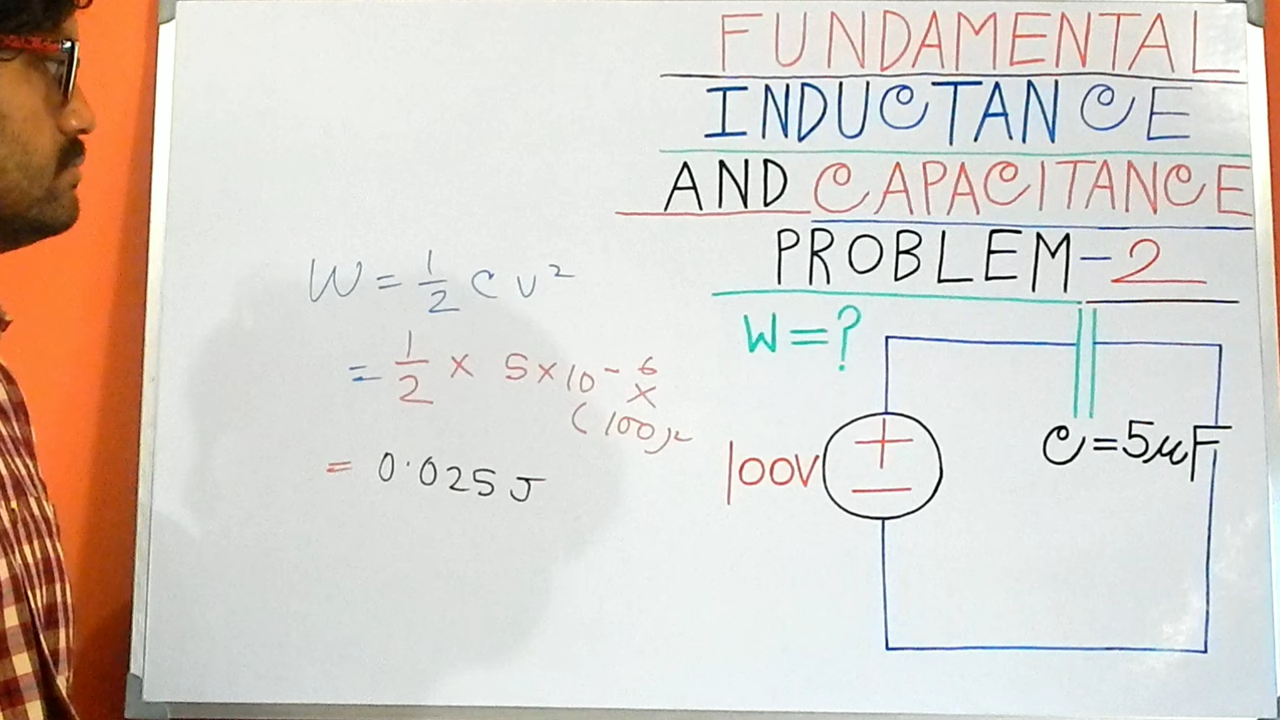 FUNDAMENTAL
INDUCTANCE
AND CAPACITANCE
PROBLEM-2
W = 1/2 C V²
= 1/2 × 5×10⁻⁶ ×
(100)²
= 0.025 J
W=?
+
100V
−
C=5μF